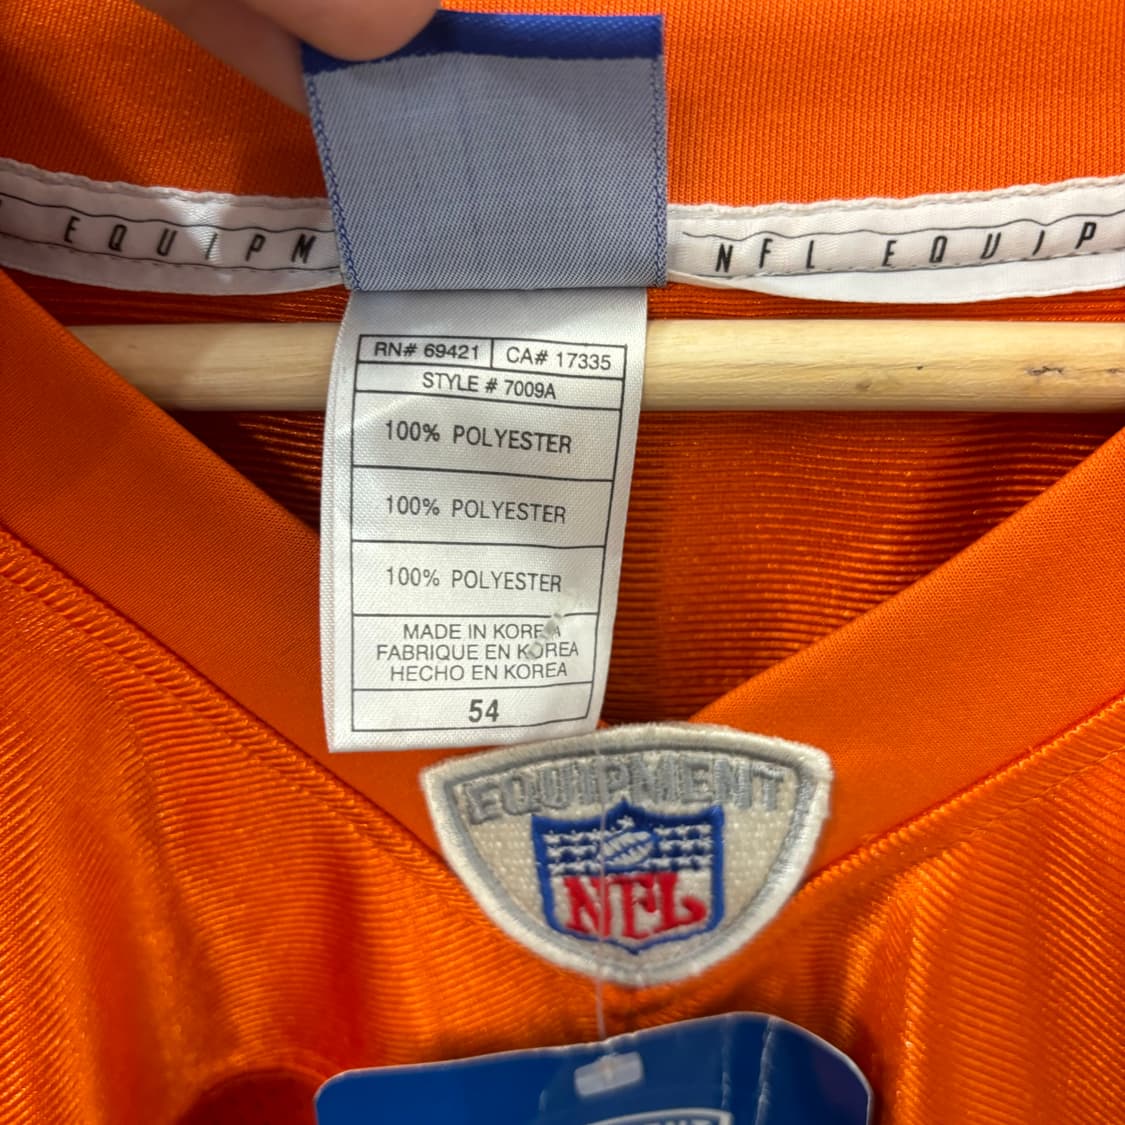 EQUIPM
NFL EQUIP
RN# 69421 CA# 17335
STYLE # 7009A
100% POLYESTER
100% POLYESTER
100% POLYESTER
MADE IN KOREA
FABRIQUE EN KOREA
HECHO EN KOREA
54
EQUIPMENT
NFL